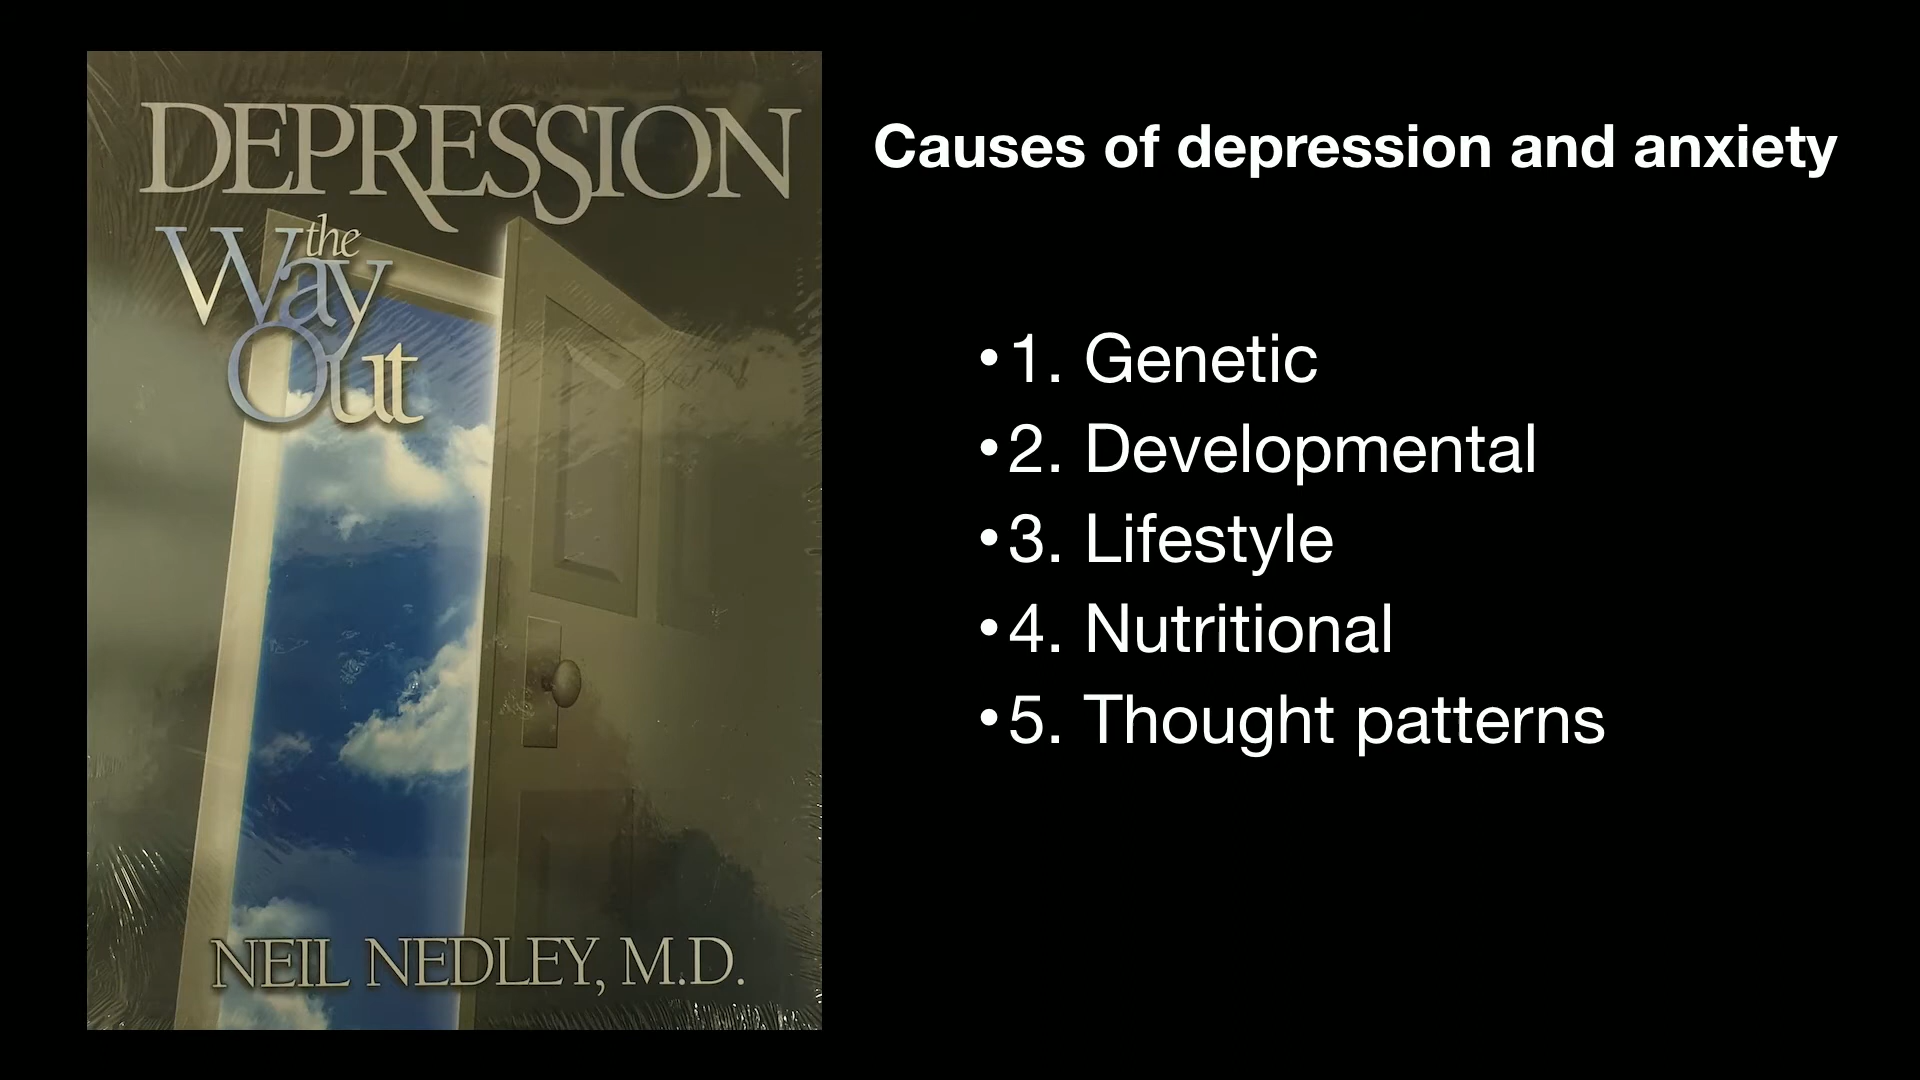 DEPRESSION
the
Way
Out
NEIL NEDLEY, M.D.
Causes of depression and anxiety
• 1. Genetic
• 2. Developmental
• 3. Lifestyle
• 4. Nutritional
• 5. Thought patterns